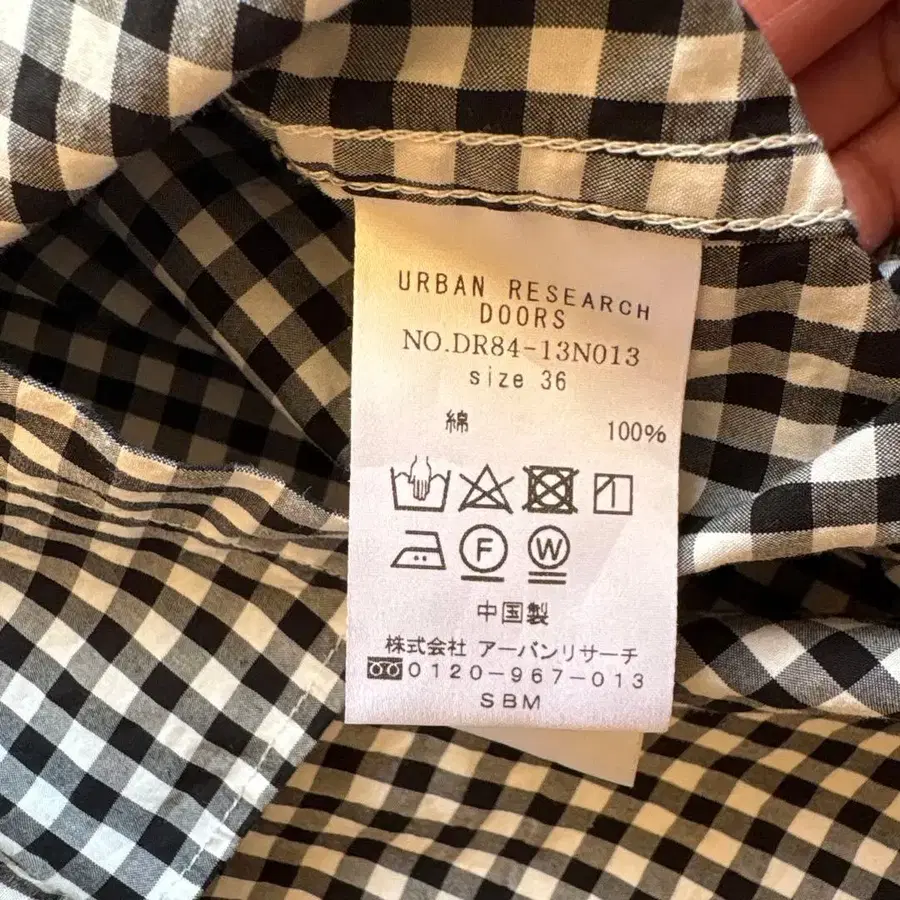 URBAN RESEARCH
DOORS
NO.DR84-13N013
size 36
綿 100%
F W
中国製
株式会社 アーバンリサーチ
0120-967-013
SBM